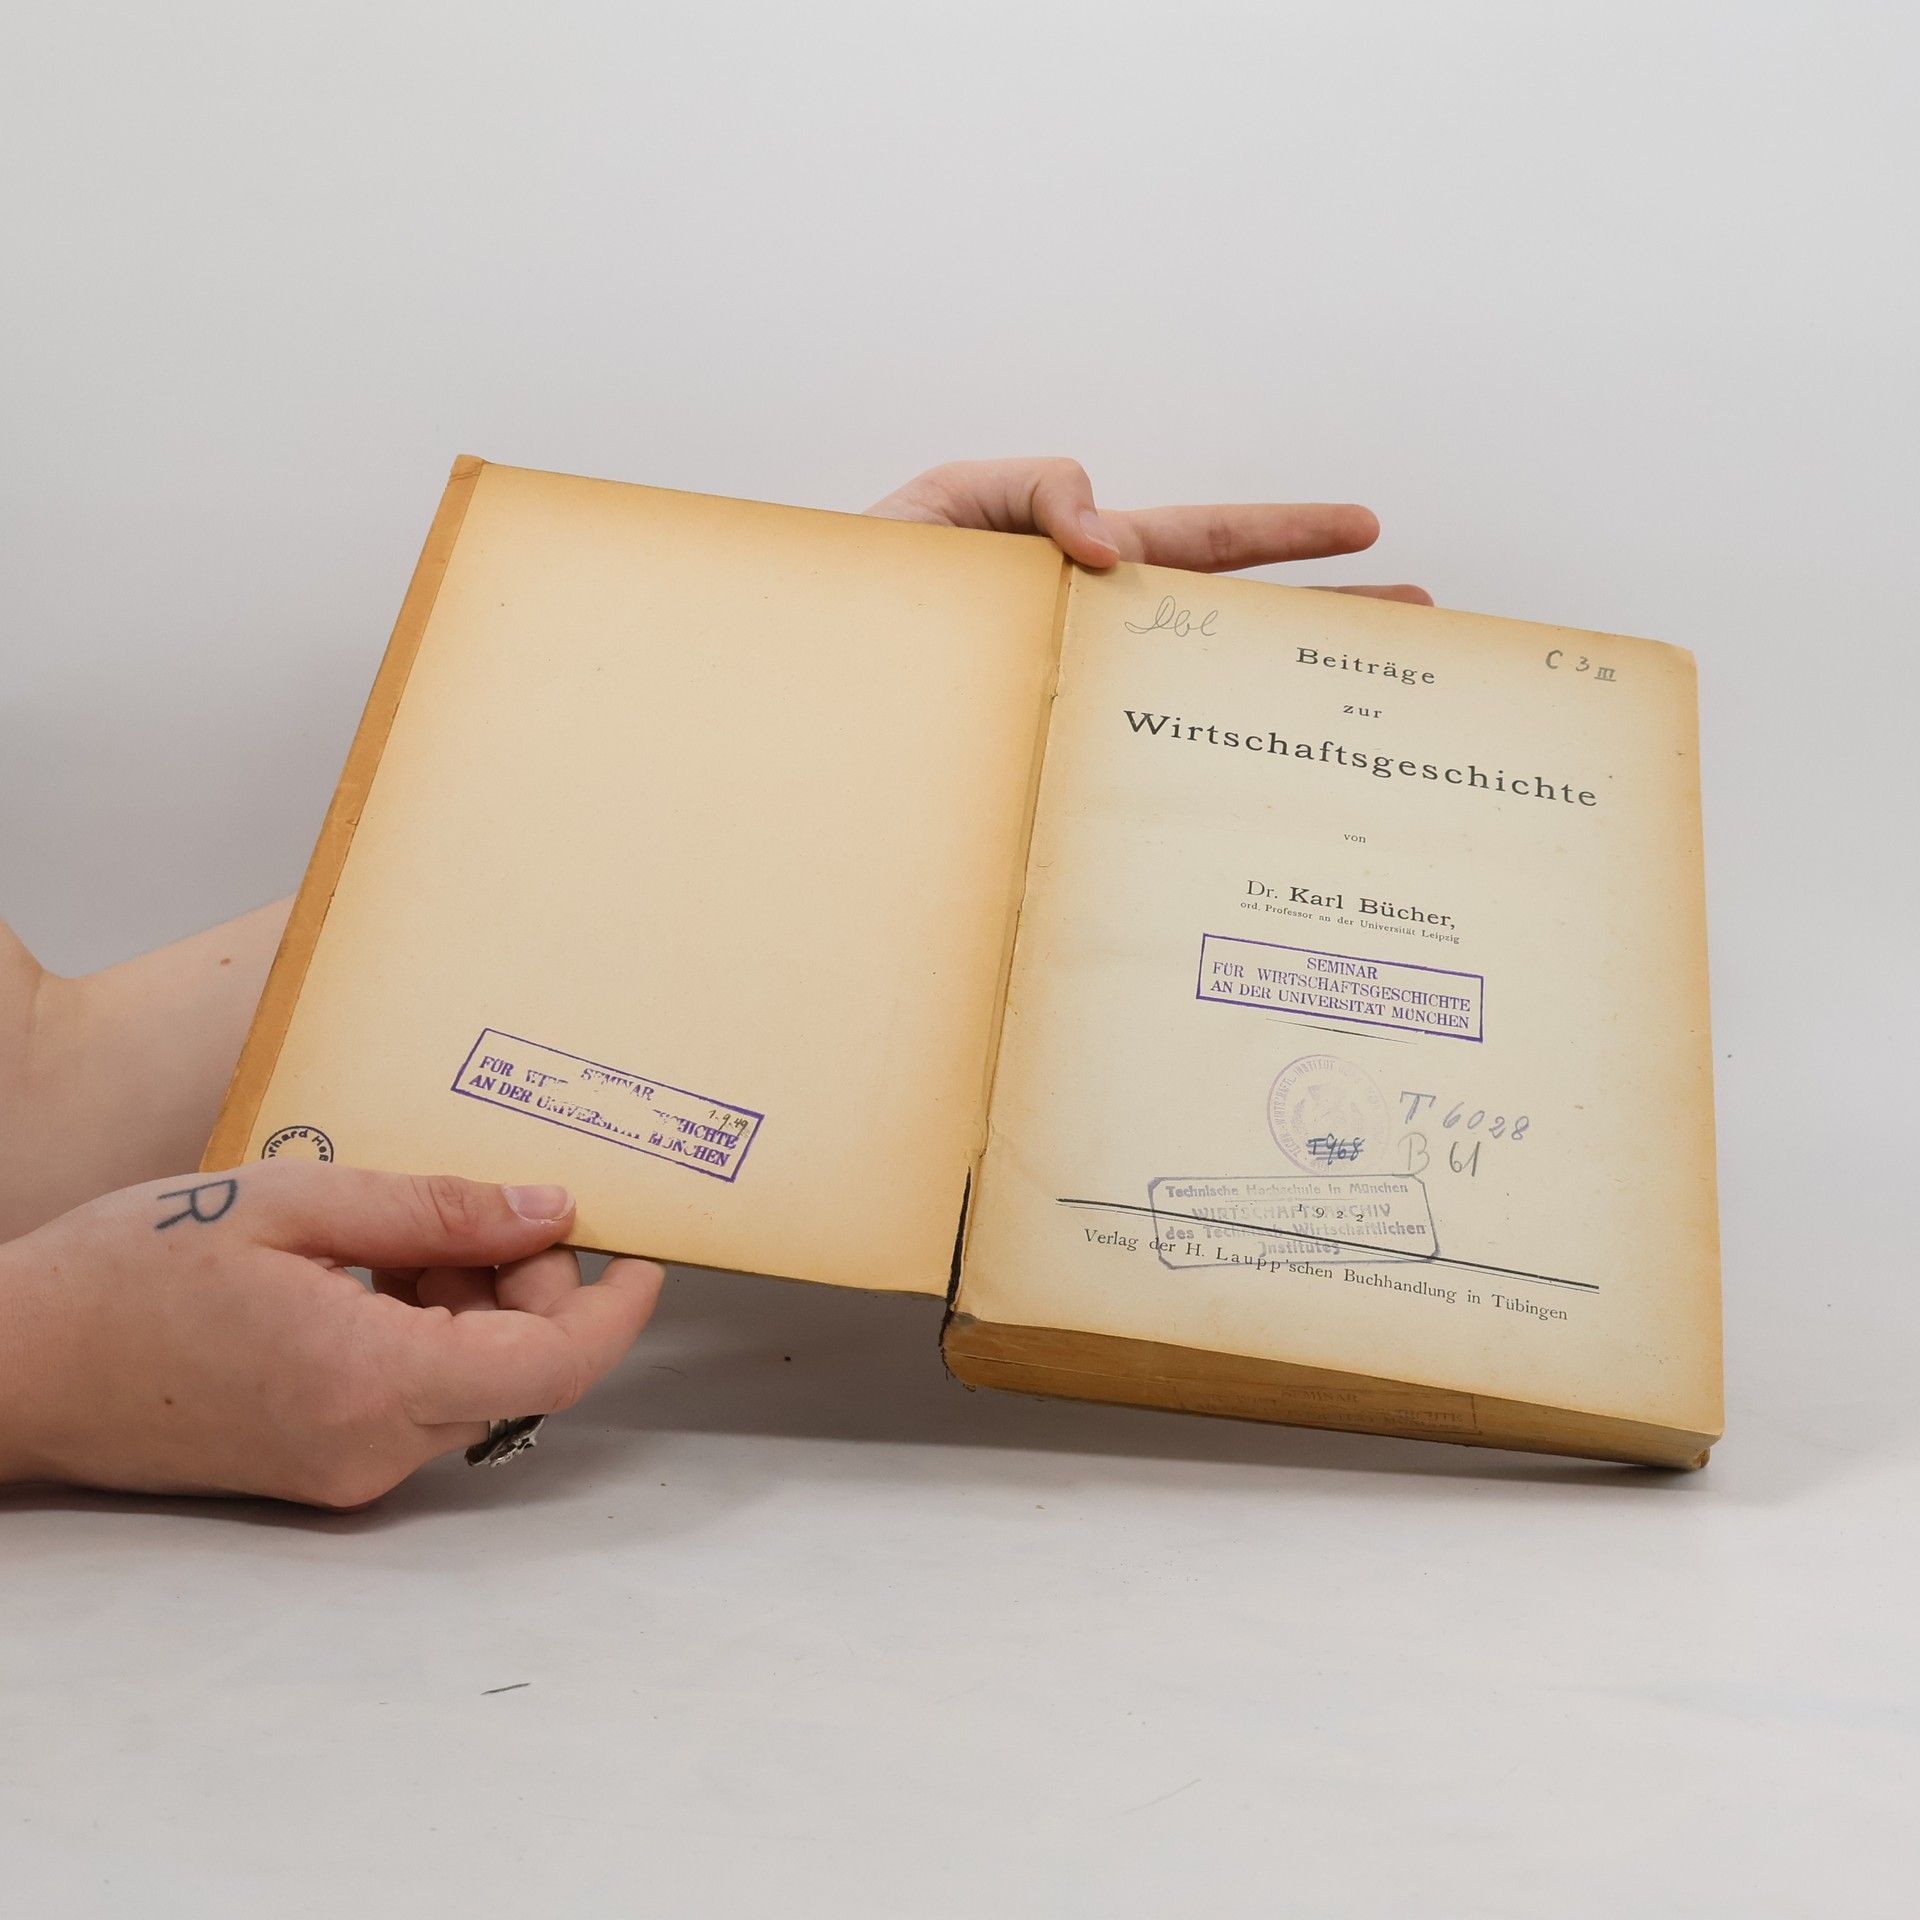 SEMINAR
FÜR
AN DER UNIVERSITÄT MÜNCHEN
1.9.49
Dbl
C 3 III
Beiträge
zur
Wirtschaftsgeschichte
von
Dr. Karl Bücher,
ord. Professor an der Universität Leipzig
SEMINAR
FÜR WIRTSCHAFTSGESCHICHTE
AN DER UNIVERSITÄT MÜNCHEN
T 6028
B 61
Technische Hochschule in München
WIRTSCHAFTSARCHIV
des Technisch-Wirtschaftlichen
Institutes
1922
Verlag der H. Laupp'schen Buchhandlung in Tübingen
SEMINAR
R